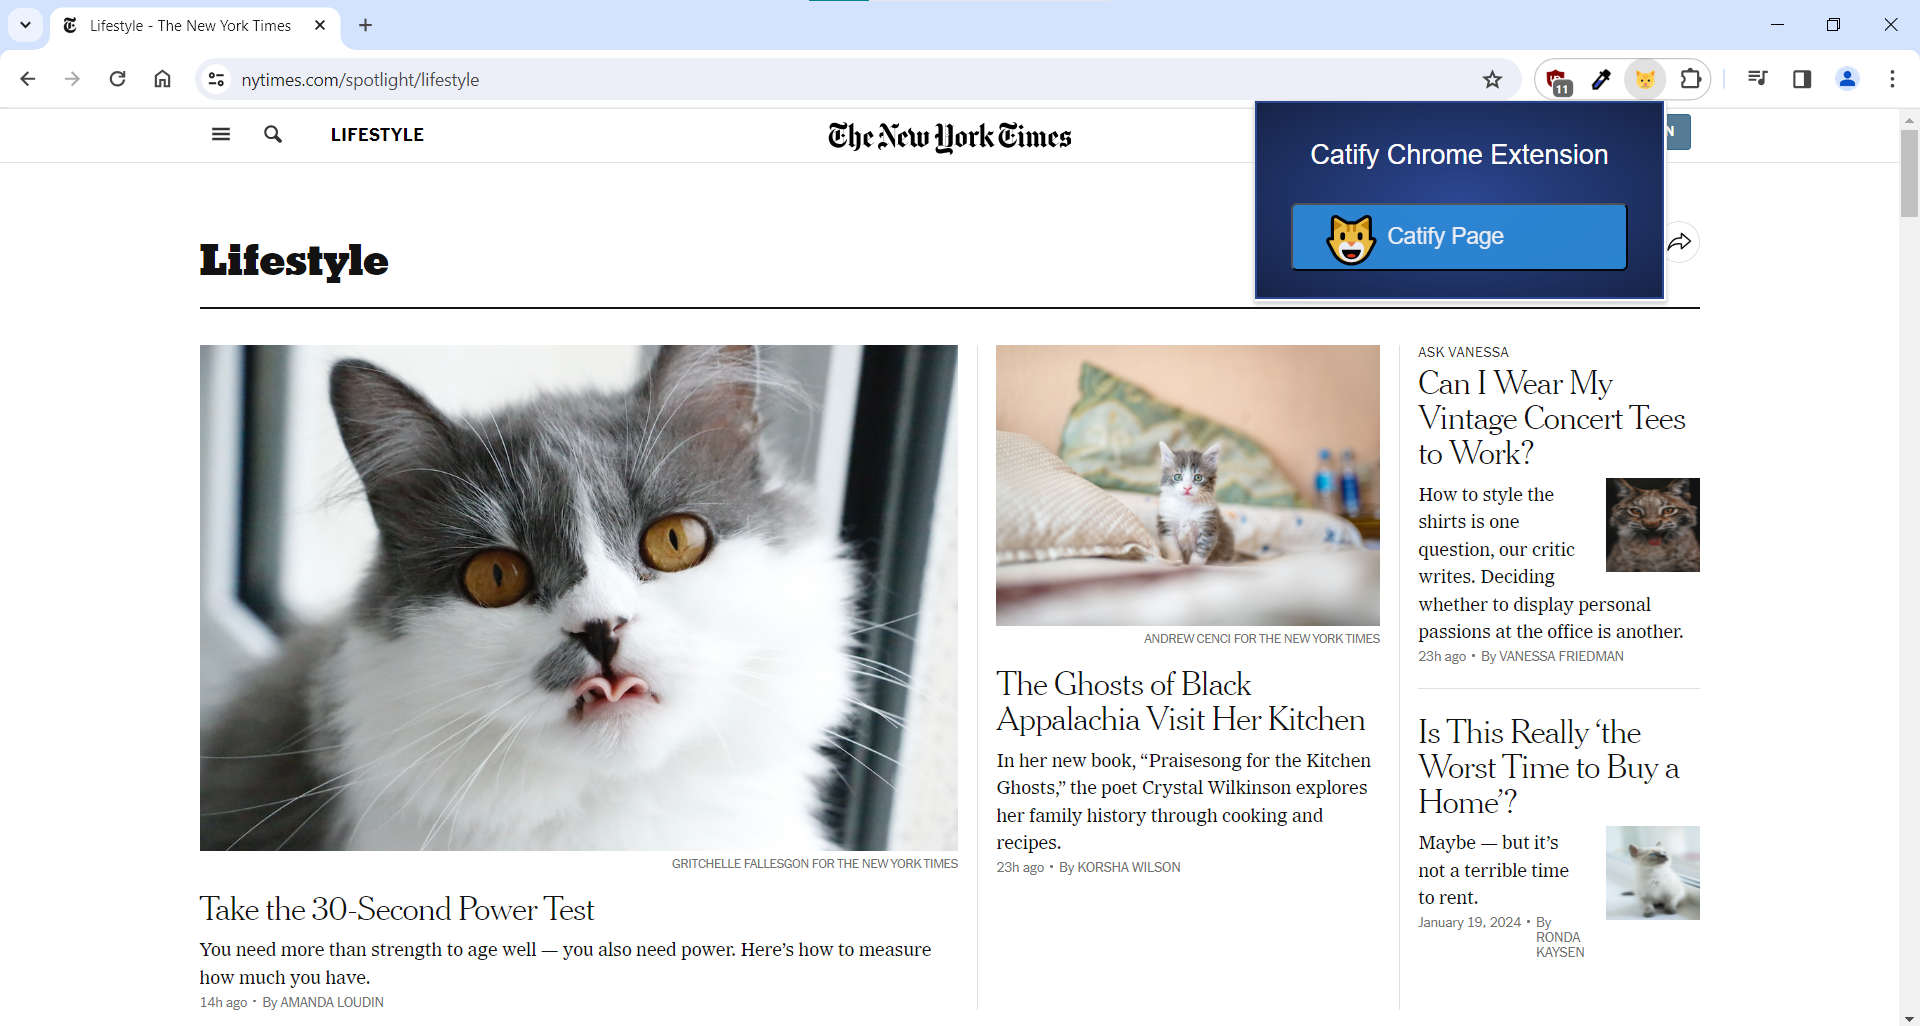 Lifestyle - The New York Times
nytimes.com/spotlight/lifestyle
11
LIFESTYLE
The New York Times
N
Catify Chrome Extension
Catify Page
Lifestyle
GRITCHELLE FALLESGON FOR THE NEW YORK TIMES
Take the 30-Second Power Test
You need more than strength to age well — you also need power. Here’s how to measure
how much you have.
14h ago • By AMANDA LOUDIN
ANDREW CENCI FOR THE NEW YORK TIMES
The Ghosts of Black
Appalachia Visit Her Kitchen
In her new book, “Praisesong for the Kitchen
Ghosts,” the poet Crystal Wilkinson explores
her family history through cooking and
recipes.
23h ago • By KORSHA WILSON
ASK VANESSA
Can I Wear My
Vintage Concert Tees
to Work?
How to style the
shirts is one
question, our critic
writes. Deciding
whether to display personal
passions at the office is another.
23h ago • By VANESSA FRIEDMAN
Is This Really ‘the
Worst Time to Buy a
Home’?
Maybe — but it’s
not a terrible time
to rent.
January 19, 2024 • By
RONDA
KAYSEN